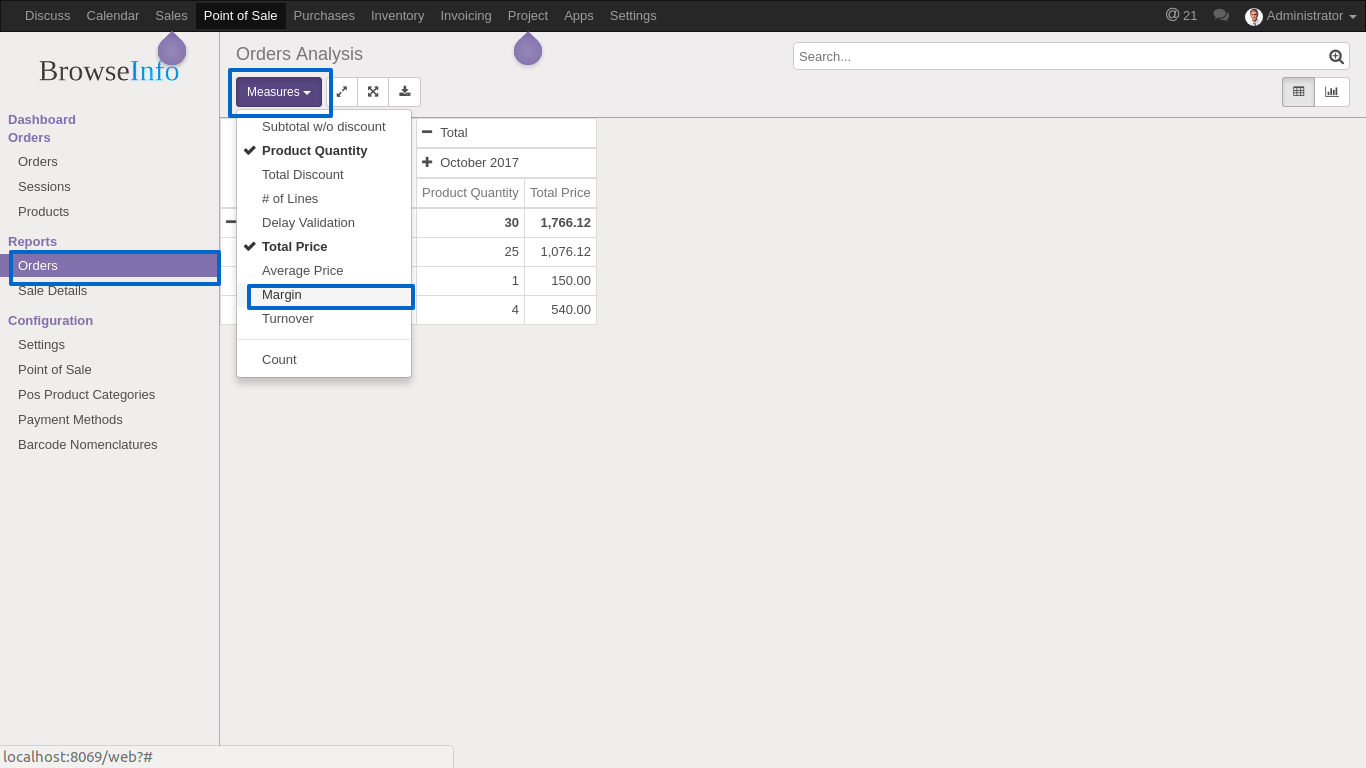 Discuss Calendar Sales Point of Sale Purchases Inventory Invoicing Project Apps Settings @ 21 Administrator
BrowseInfo
Dashboard
Orders
Orders
Sessions
Products
Reports
Orders
Sale Details
Configuration
Settings
Point of Sale
Pos Product Categories
Payment Methods
Barcode Nomenclatures
Orders Analysis
Search...
Measures
Subtotal w/o discount
Product Quantity
Total Discount
# of Lines
Delay Validation
Total Price
Average Price
Margin
Turnover
Count
Total
October 2017
Product Quantity Total Price
30 1,766.12
25 1,076.12
1 150.00
4 540.00
localhost:8069/web?#